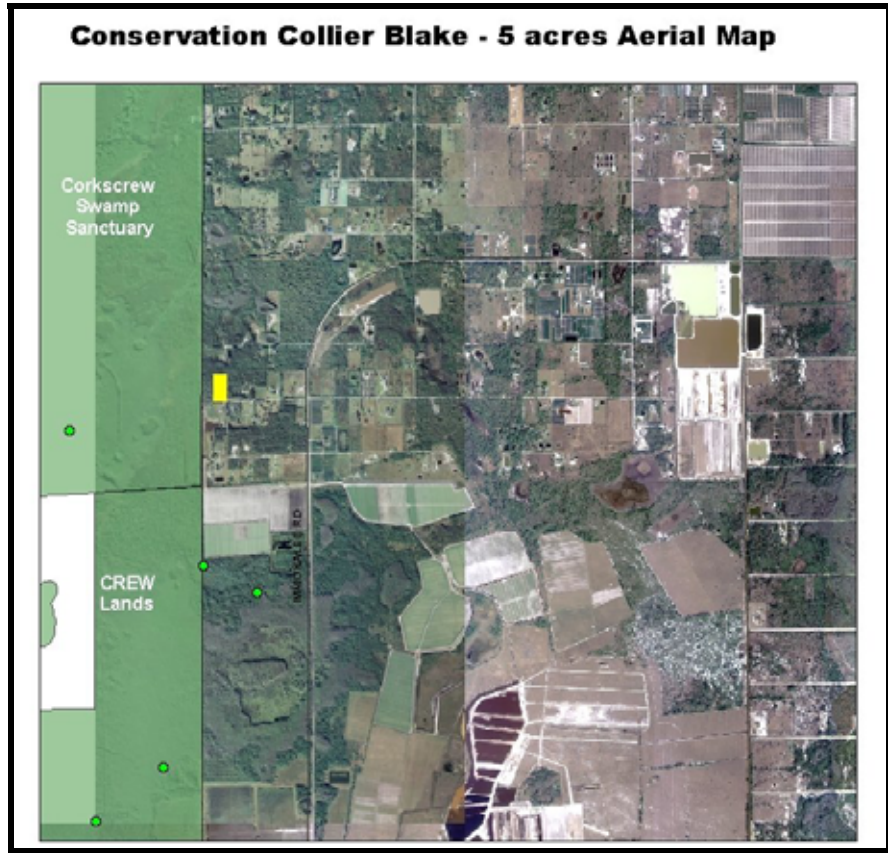 Conservation Collier Blake - 5 acres Aerial Map
Corkscrew
Swamp
Sanctuary
CREW
Lands
IMMOKALEE RD